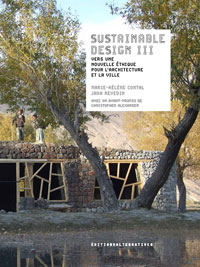 SUSTAINABLE
DESIGN III
VERS UNE
NOUVELLE ÉTHIQUE
POUR L'ARCHITECTURE
ET LA VILLE
MARIE-HÉLÈNE CONTAL
JANA REVEDIN
AVEC UN AVANT-PROPOS DE
CHRISTOPHER ALEXANDER
ÉDITIONSALTERNATIVES